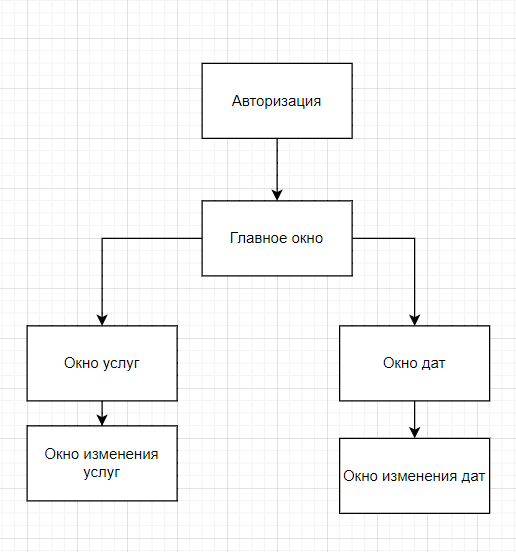 Авторизация
Главное окно
Окно услуг
Окно дат
Окно изменения
услуг
Окно изменения дат